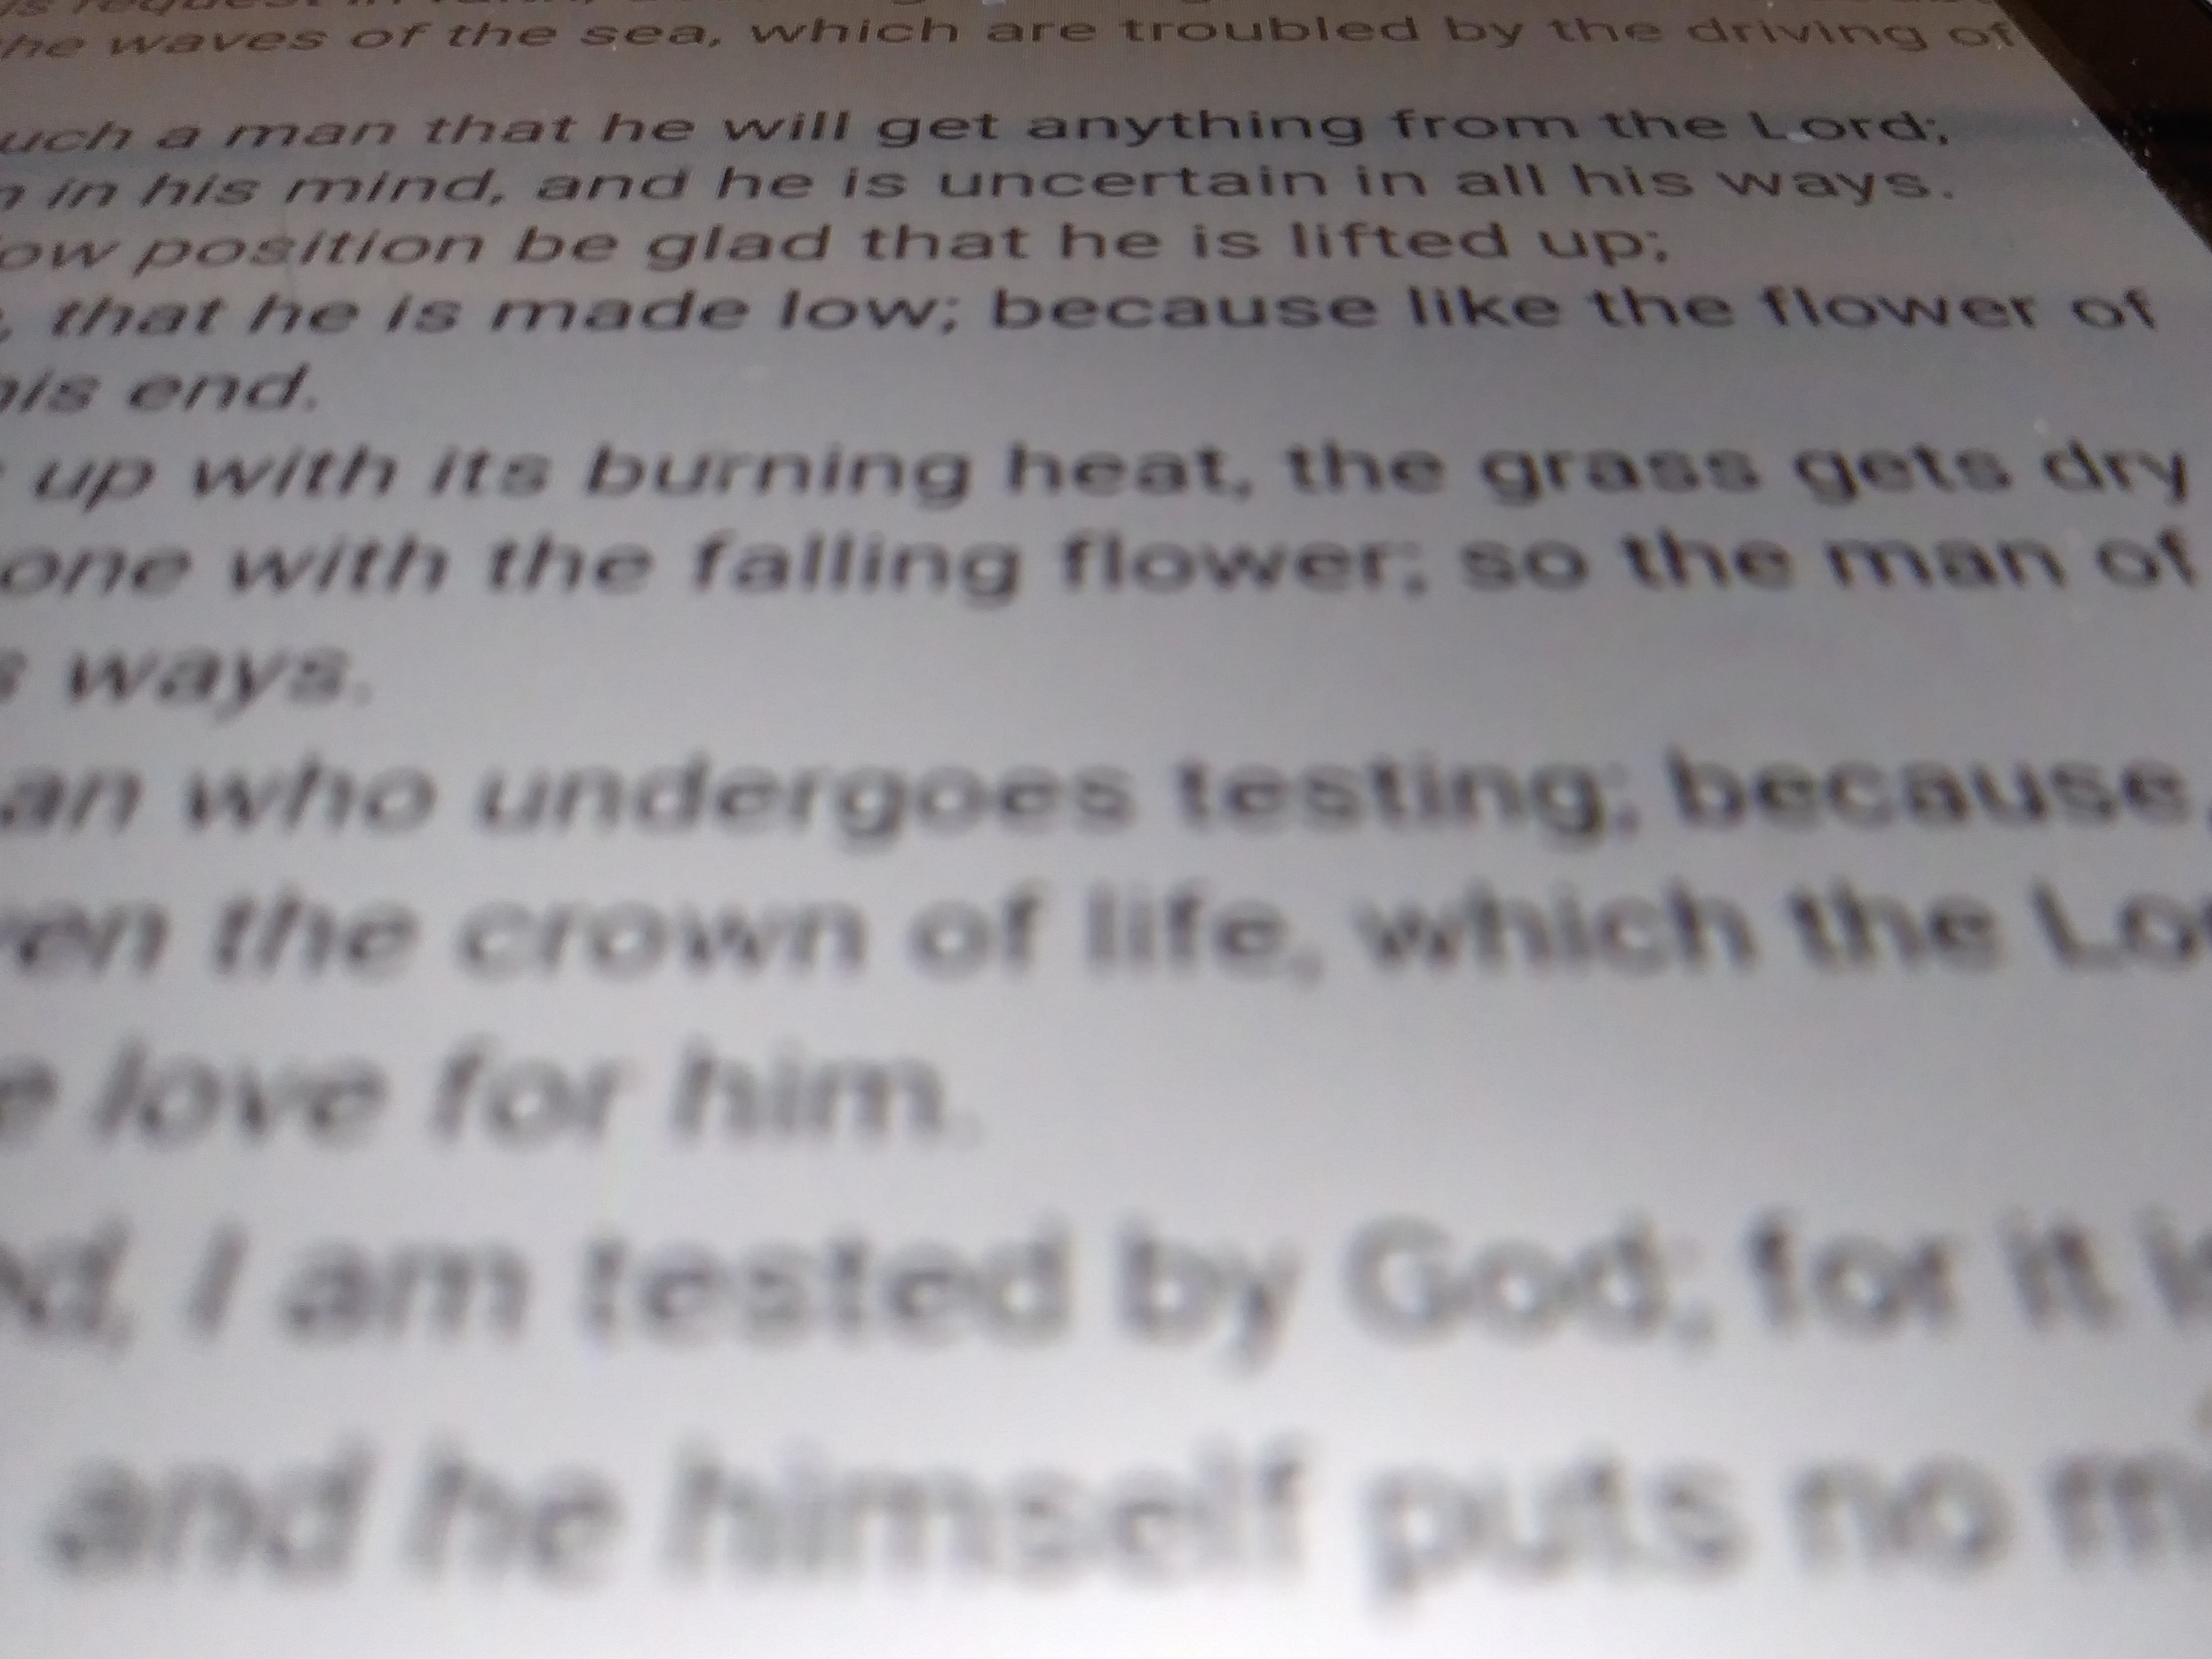 he waves of the sea, which are troubled by the driving of
uch a man that he will get anything from the Lord;
n in his mind, and he is uncertain in all his ways.
ow position be glad that he is lifted up;
, that he is made low; because like the flower of
his end.
up with its burning heat, the grass gets dry
one with the falling flower; so the man of
s ways.
an who undergoes testing; because
en the crown of life, which the Lo
e love for him.
d, I am tested by God; for it is
and he himself puts no